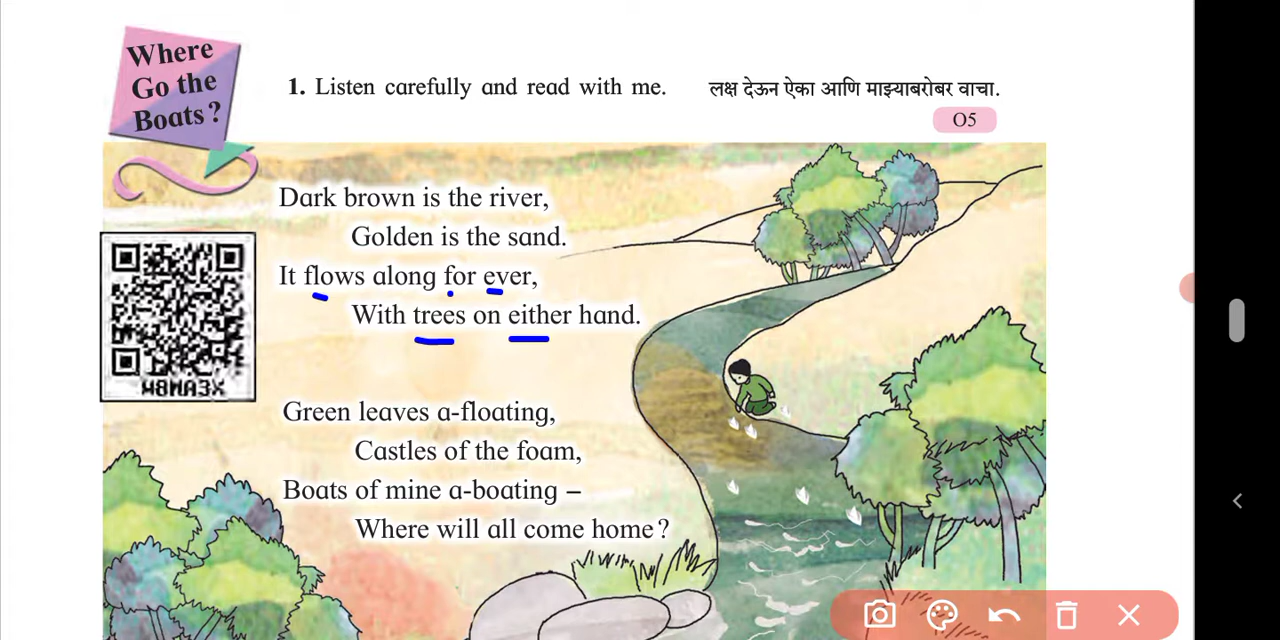 Where
Go the
Boats?
1. Listen carefully and read with me. लक्ष देऊन ऐका आणि माझ्याबरोबर वाचा.
O5
Dark brown is the river,
Golden is the sand.
It flows along for ever,
With trees on either hand.
W8MA3X
Green leaves a-floating,
Castles of the foam,
Boats of mine a-boating –
Where will all come home?